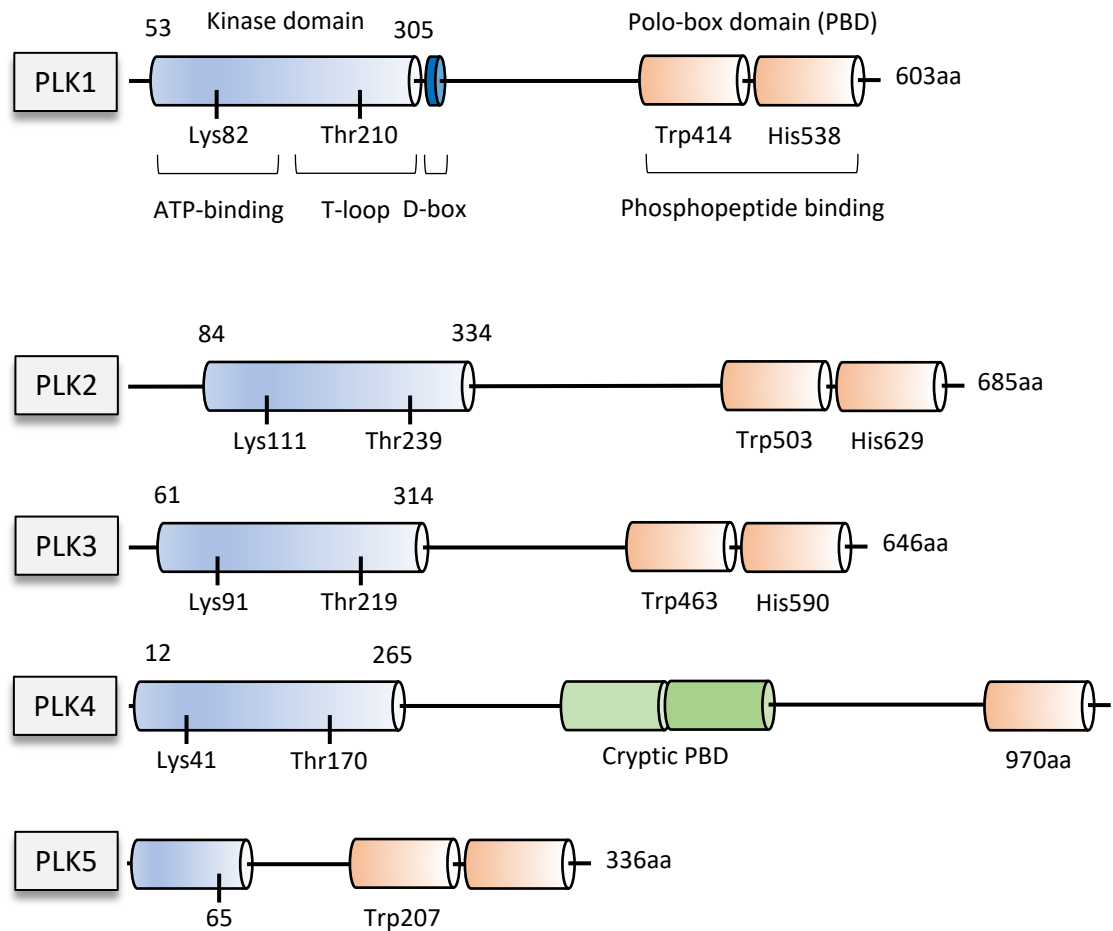 53 Kinase domain 305 Polo-box domain (PBD)
PLK1 603aa
Lys82 Thr210 Trp414 His538
ATP-binding T-loop D-box Phosphopeptide binding
84 334
PLK2 685aa
Lys111 Thr239 Trp503 His629
61 314
PLK3 646aa
Lys91 Thr219 Trp463 His590
12 265
PLK4
Lys41 Thr170 Cryptic PBD 970aa
PLK5 336aa
65 Trp207